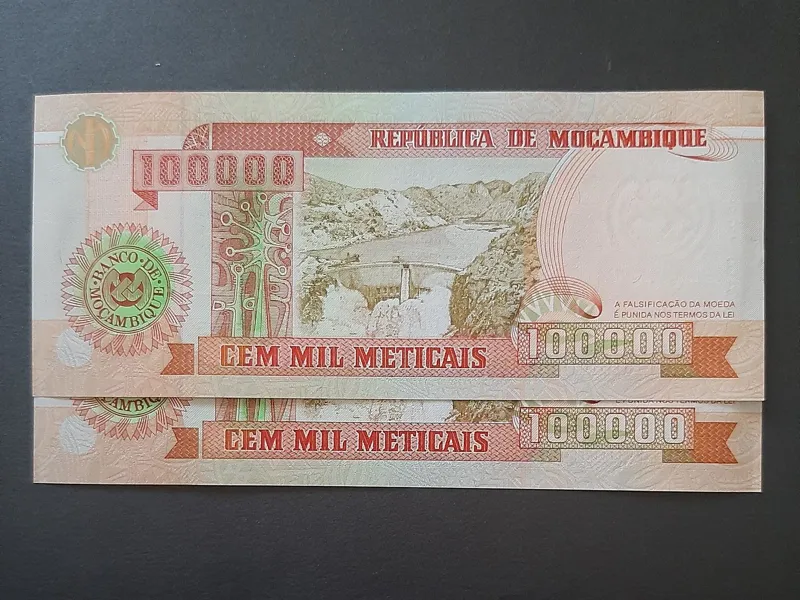 REPÚBLICA DE MOÇAMBIQUE
100000
BANCO · DE · MOÇAMBIQUE
A FALSIFICAÇÃO DA MOEDA
É PUNIDA NOS TERMOS DA LEI
100000
CEM MIL METICAIS
100000
CEM MIL METICAIS